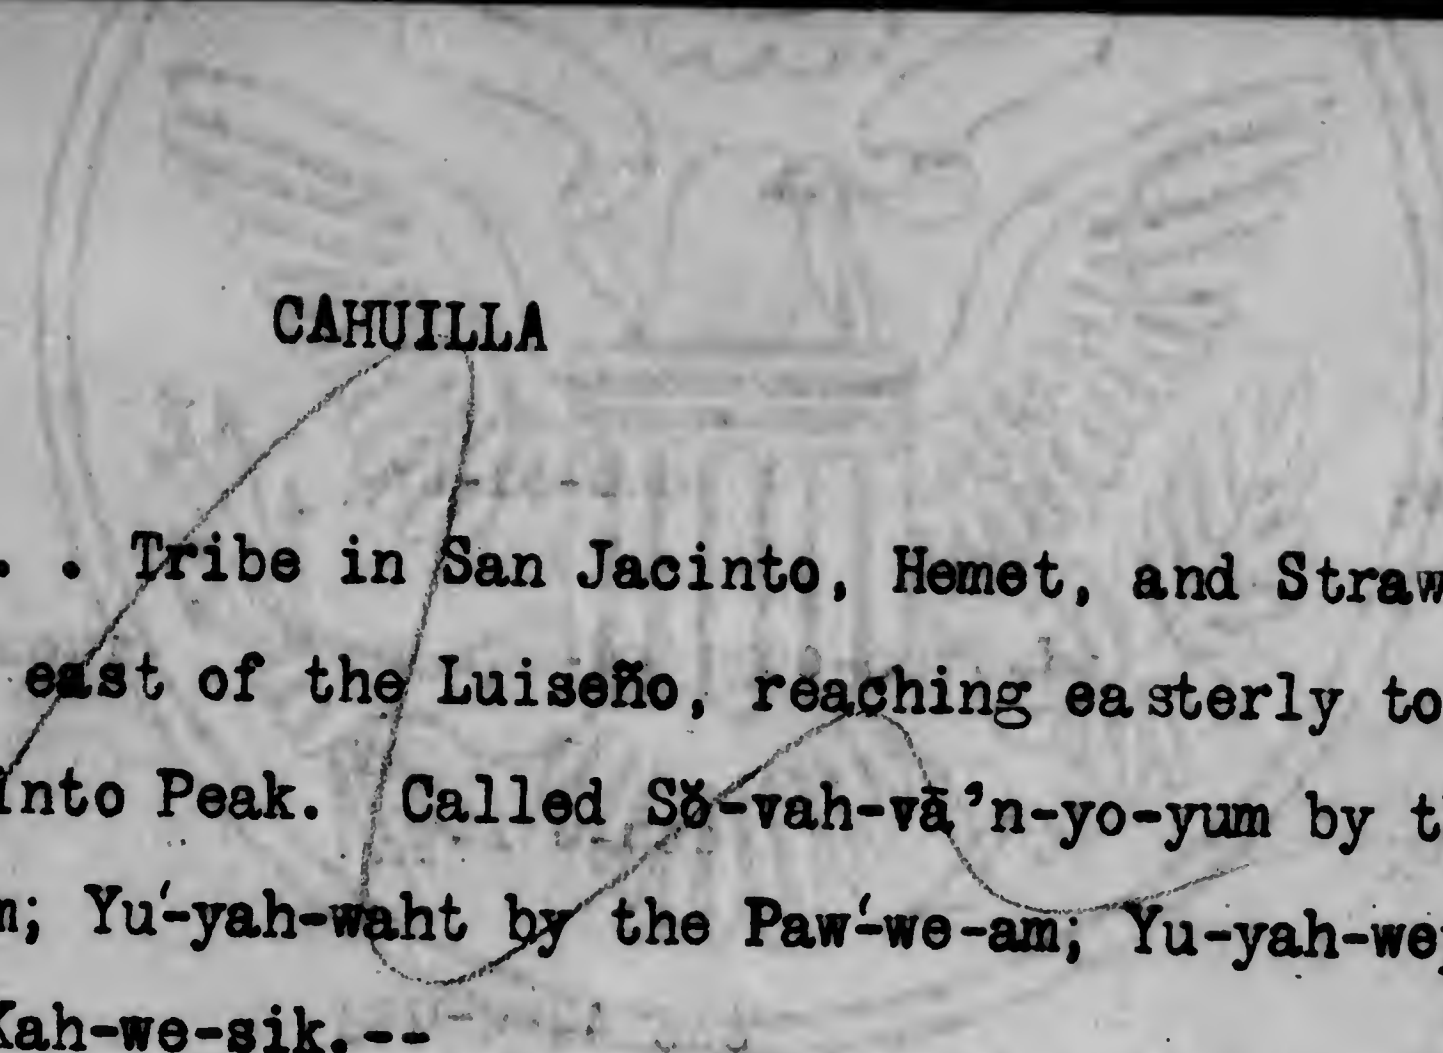 CAHUILLA
. . Tribe in San Jacinto, Hemet, and Straw
east of the Luiseño, reaching easterly to
into Peak. Called Sŏ-vah-vā'n-yo-yum by t
m; Yu'-yah-waht by the Paw'-we-am; Yu-yah-we
Kah-we-sik.--